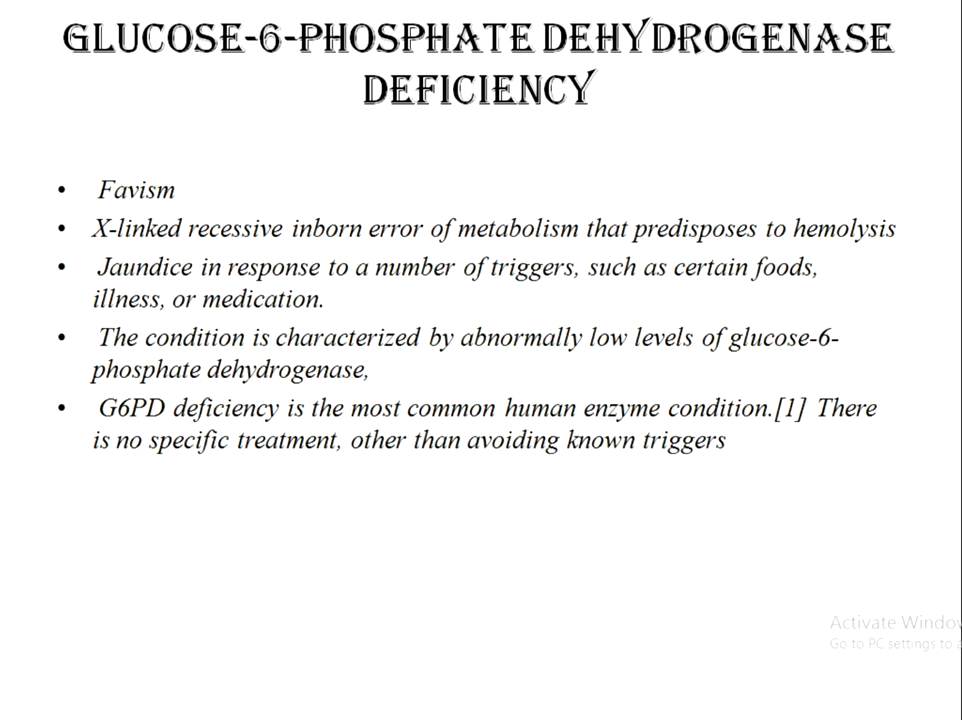 GLUCOSE-6-PHOSPHATE DEHYDROGENASE
DEFICIENCY
• Favism
• X-linked recessive inborn error of metabolism that predisposes to hemolysis
• Jaundice in response to a number of triggers, such as certain foods,
illness, or medication.
• The condition is characterized by abnormally low levels of glucose-6-
phosphate dehydrogenase,
• G6PD deficiency is the most common human enzyme condition.[1] There
is no specific treatment, other than avoiding known triggers
Activate Windo
Go to PC settings to